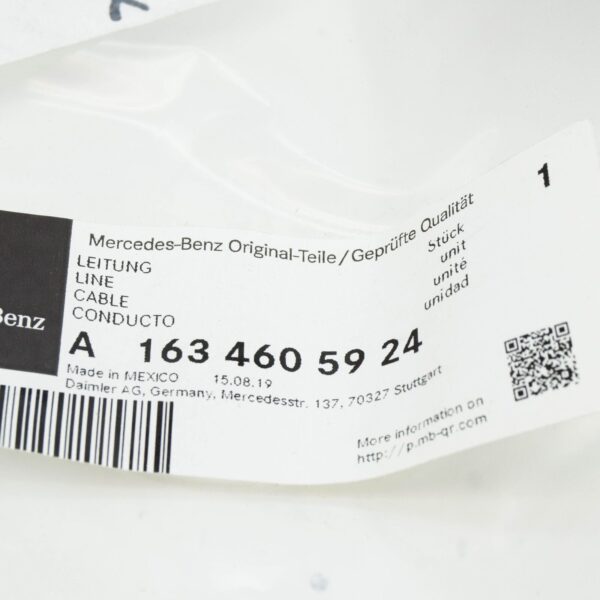 Mercedes-Benz Original-Teile/Geprüfte Qualität
1
LEITUNG
LINE
CABLE
CONDUCTO
Stück
unit
unité
unidad
Benz
A 163 460 59 24
Made in MEXICO 15.08.19
Daimler AG, Germany, Mercedesstr. 137, 70327 Stuttgart
More information on
http://p.mb-qr.com